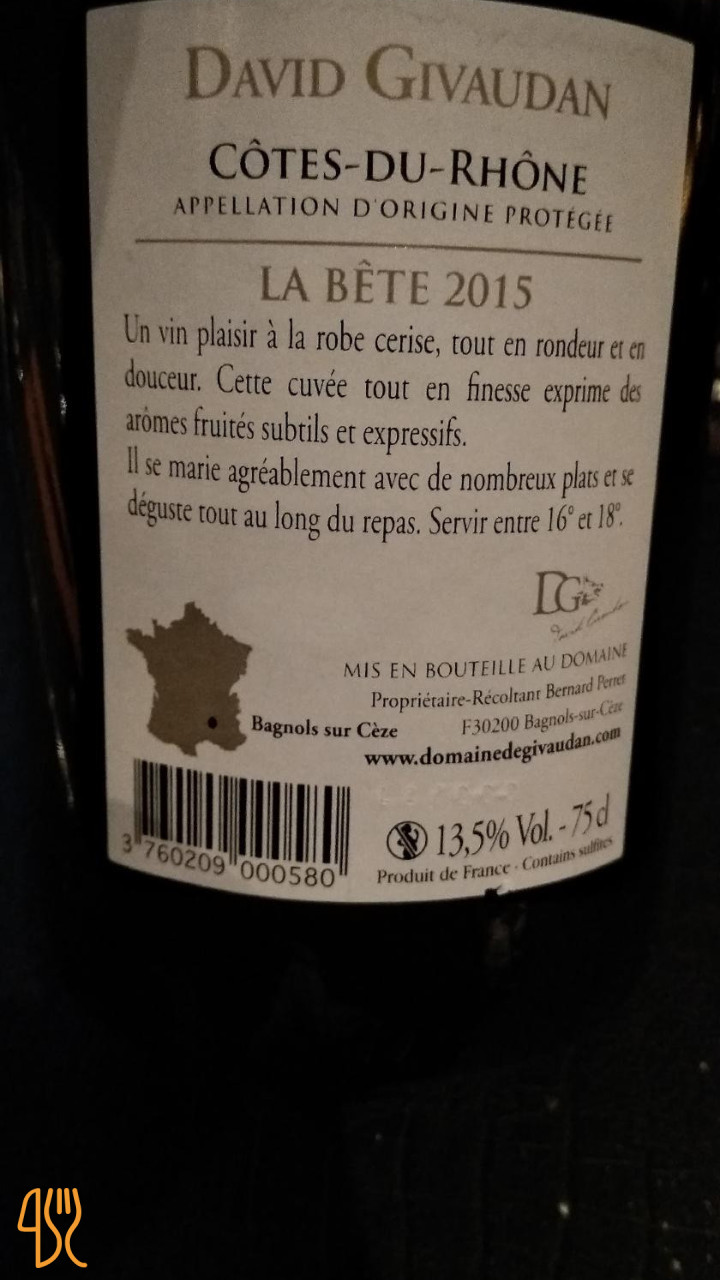 DAVID GIVAUDAN
CÔTES-DU-RHÔNE
APPELLATION D'ORIGINE PROTÉGÉE
LA BÊTE 2015
Un vin plaisir à la robe cerise, tout en rondeur et en
douceur. Cette cuvée tout en finesse exprime des
arômes fruités subtils et expressifs.
Il se marie agréablement avec de nombreux plats et se
déguste tout au long du repas. Servir entre 16° et 18°.
DG
MIS EN BOUTEILLE AU DOMAINE
Propriétaire-Récoltant Bernard Perret
Bagnols sur Cèze
F30200 Bagnols-sur-Cèze
www.domainedegivaudan.com
13,5% Vol. - 75cl
Produit de France - Contains sulfites
3 760209 000580